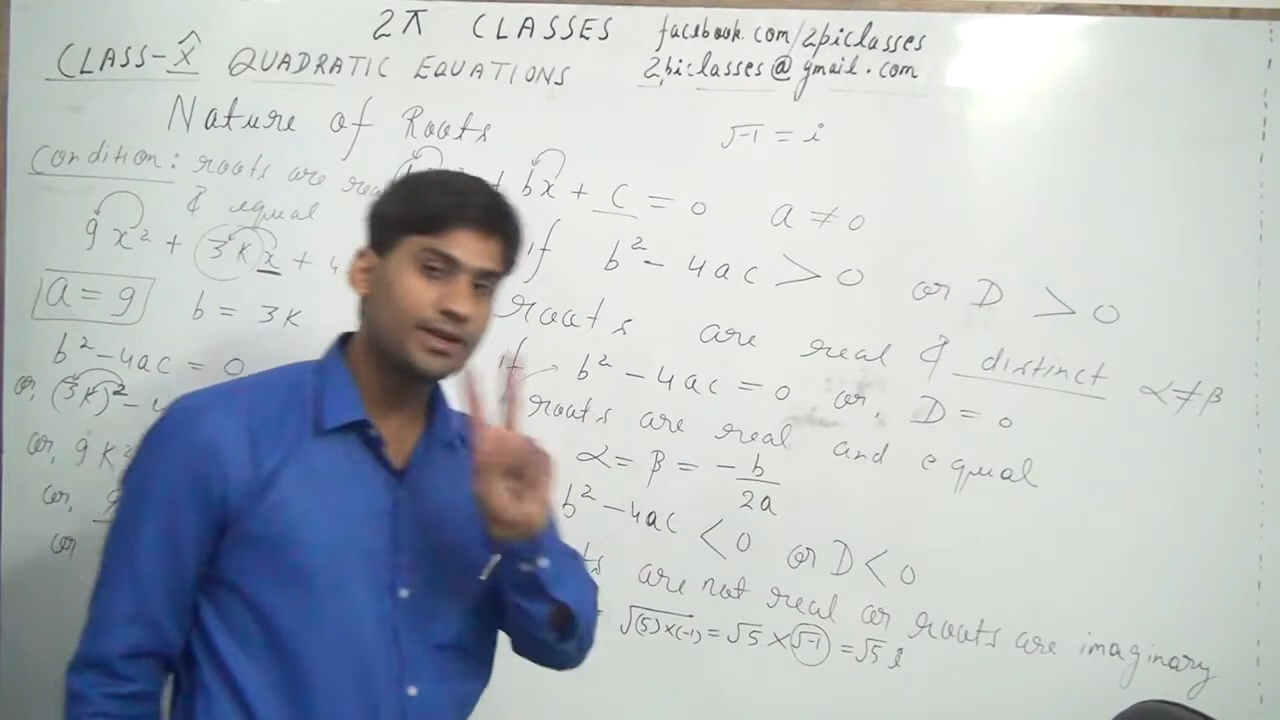 2π CLASSES
facebook.com/2piclasses
CLASS-X QUADRATIC EQUATIONS
2piclasses@gmail.com
Nature of Roots
√-1 = i
Condition: roots are
& equal
bx + c = 0 a ≠ 0
9x² + 3kx + 4
if b² - 4ac > 0 or D > 0
a = 9 b = 3k
roots are real & distinct α≠β
b² - 4ac = 0
if b² - 4ac = 0 or, D = 0
or, (3k)² -
roots are real and equal
or, 9k²
α = β = -b/2a
or,
b² - 4ac < 0 or D < 0
or
are not real or roots are imaginary
√(5)×(-1) = √5 × √-1 = √5 i